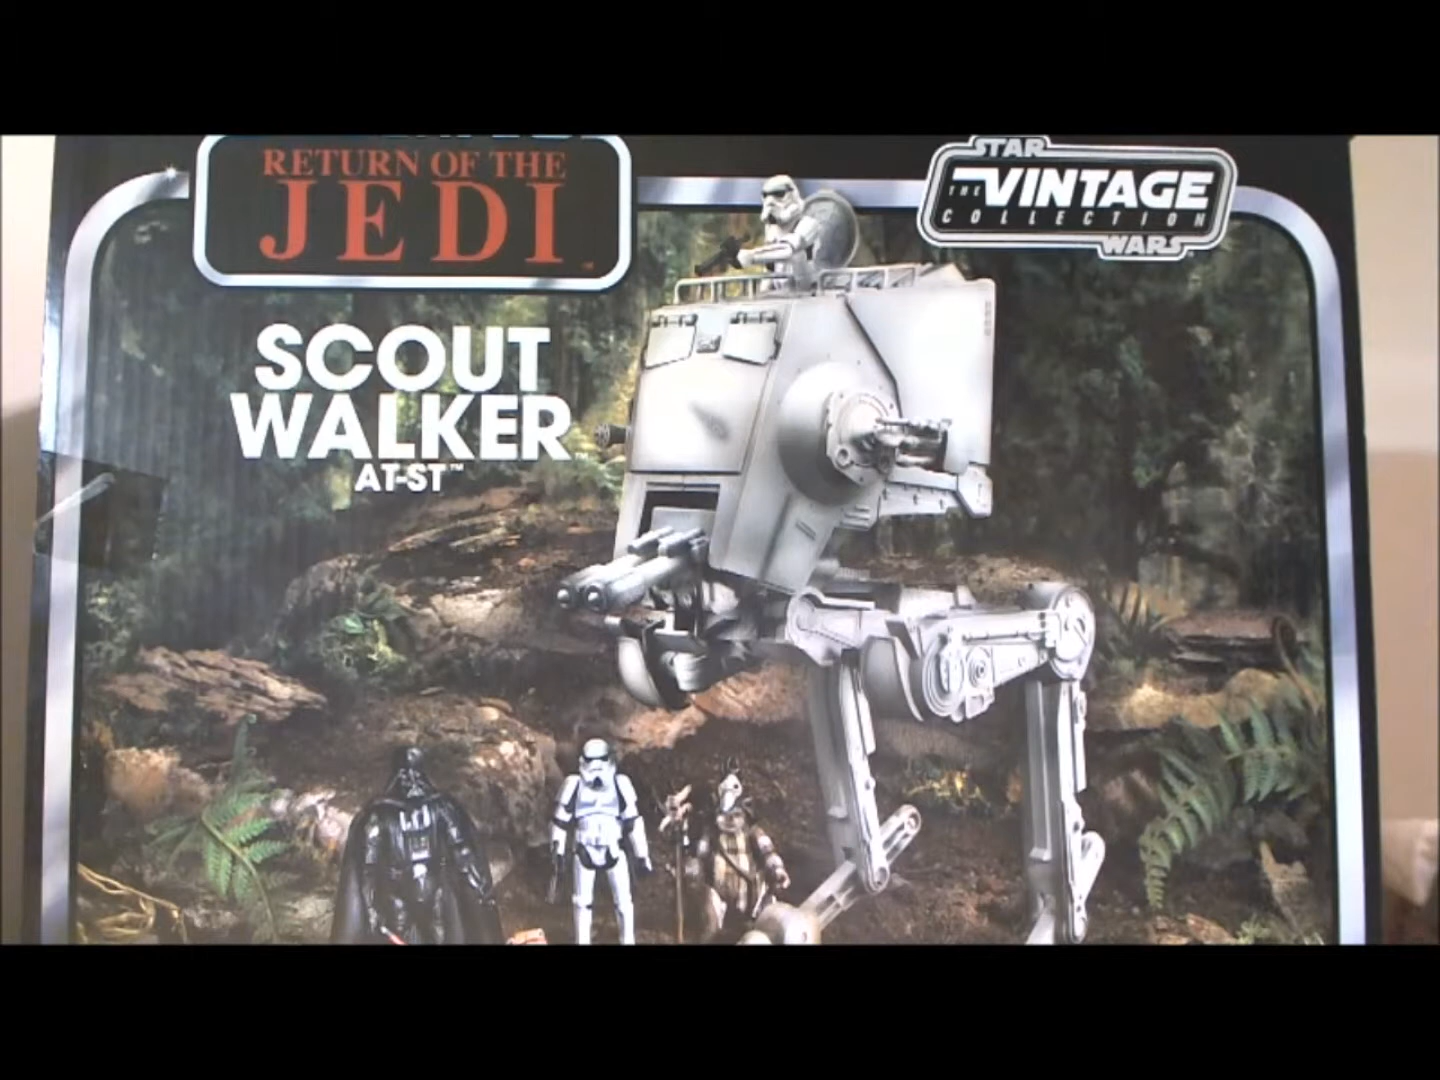 RETURN OF THE
JEDI
STAR
THE VINTAGE
COLLECTION
WARS
SCOUT
WALKER
AT-ST™